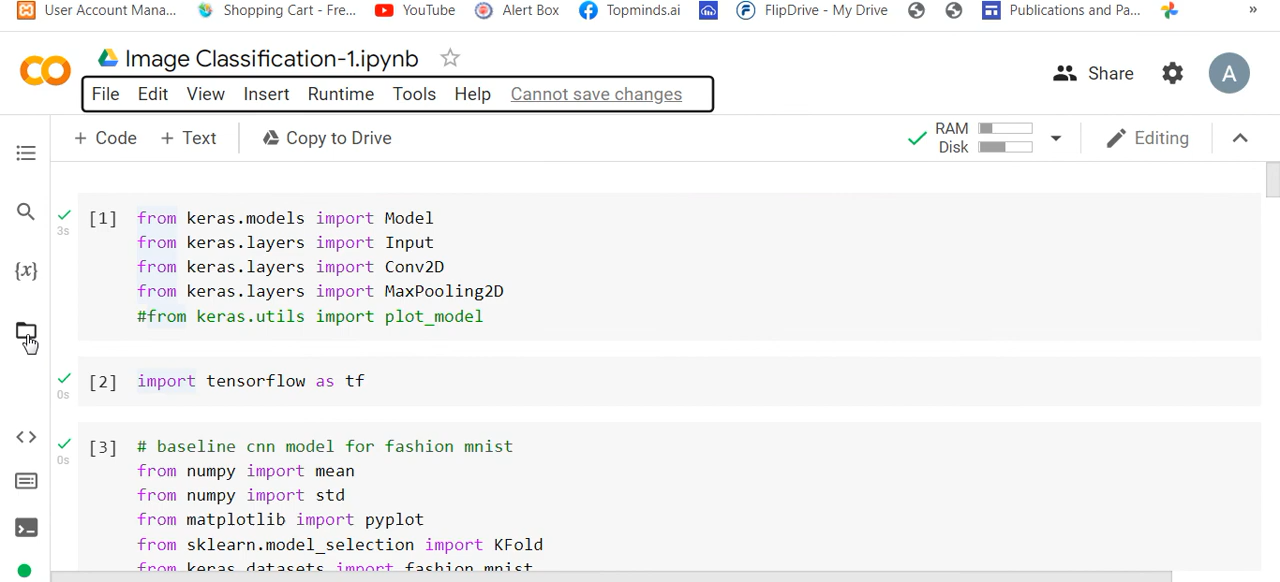 User Account Mana... Shopping Cart - Fre... YouTube Alert Box Topminds.ai FlipDrive - My Drive Publications and Pa... »
Image Classification-1.ipynb
File Edit View Insert Runtime Tools Help Cannot save changes
Share A
+ Code + Text Copy to Drive RAM Disk Editing
[1] from keras.models import Model
3s from keras.layers import Input
from keras.layers import Conv2D
from keras.layers import MaxPooling2D
#from keras.utils import plot_model
{x}
[2] import tensorflow as tf
0s
[3] # baseline cnn model for fashion mnist
0s from numpy import mean
from numpy import std
from matplotlib import pyplot
from sklearn.model_selection import KFold
from keras.datasets import fashion_mnist